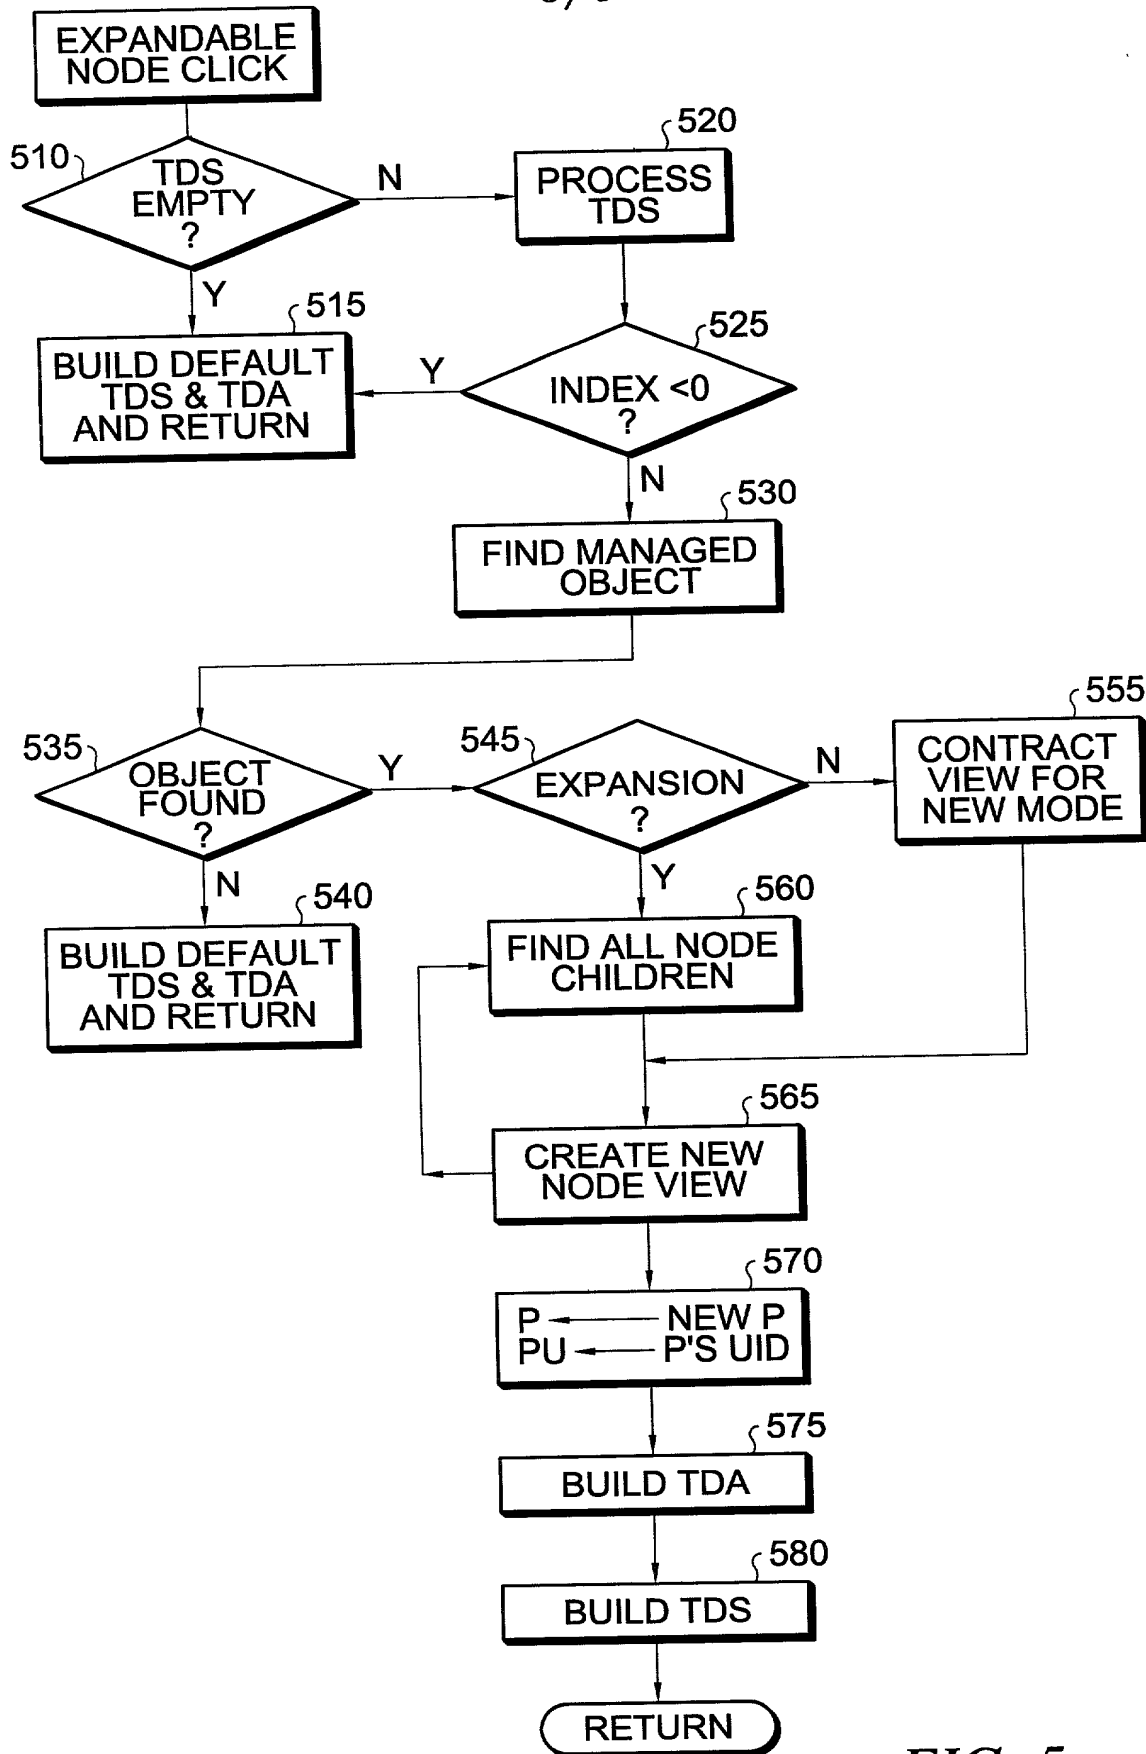 EXPANDABLE
NODE CLICK
510
TDS
EMPTY
?
N
520
PROCESS
TDS
Y
515
BUILD DEFAULT
TDS & TDA
AND RETURN
Y
525
INDEX <0
?
N
530
FIND MANAGED
OBJECT
535
OBJECT
FOUND
?
Y
545
EXPANSION
?
N
555
CONTRACT
VIEW FOR
NEW MODE
N
540
BUILD DEFAULT
TDS & TDA
AND RETURN
Y
560
FIND ALL NODE
CHILDREN
565
CREATE NEW
NODE VIEW
570
P NEW P
PU P'S UID
575
BUILD TDA
580
BUILD TDS
RETURN